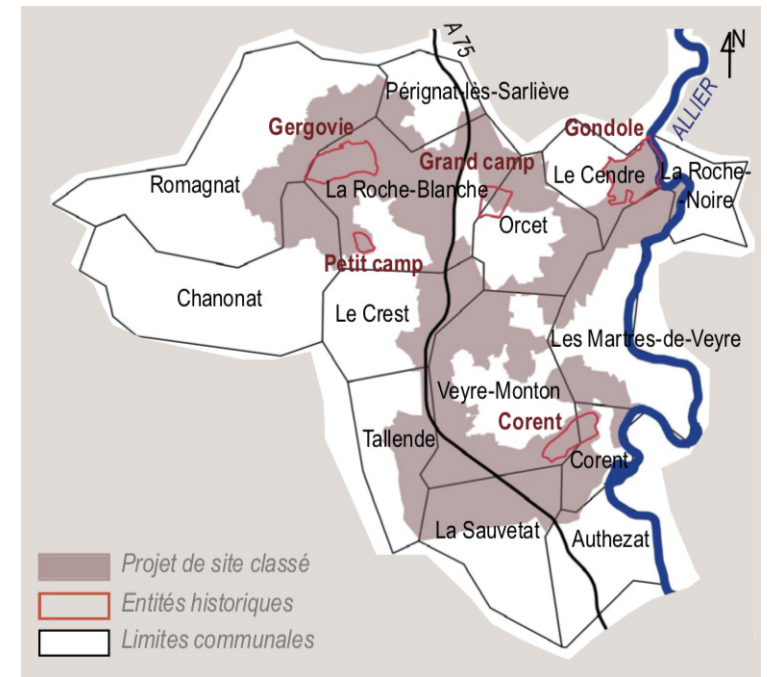 A 75
N
Pérignat-lès-Sarliève
ALLIER
Gergovie
Gondole
Grand camp
Romagnat
La Roche-Blanche
Le Cendre
La Roche-
-Noire
Orcet
Petit camp
Chanonat
Le Crest
Les Martres-de-Veyre
Veyre-Monton
Corent
Tallende
Corent
La Sauvetat
Authezat
Projet de site classé
Entités historiques
Limites communales